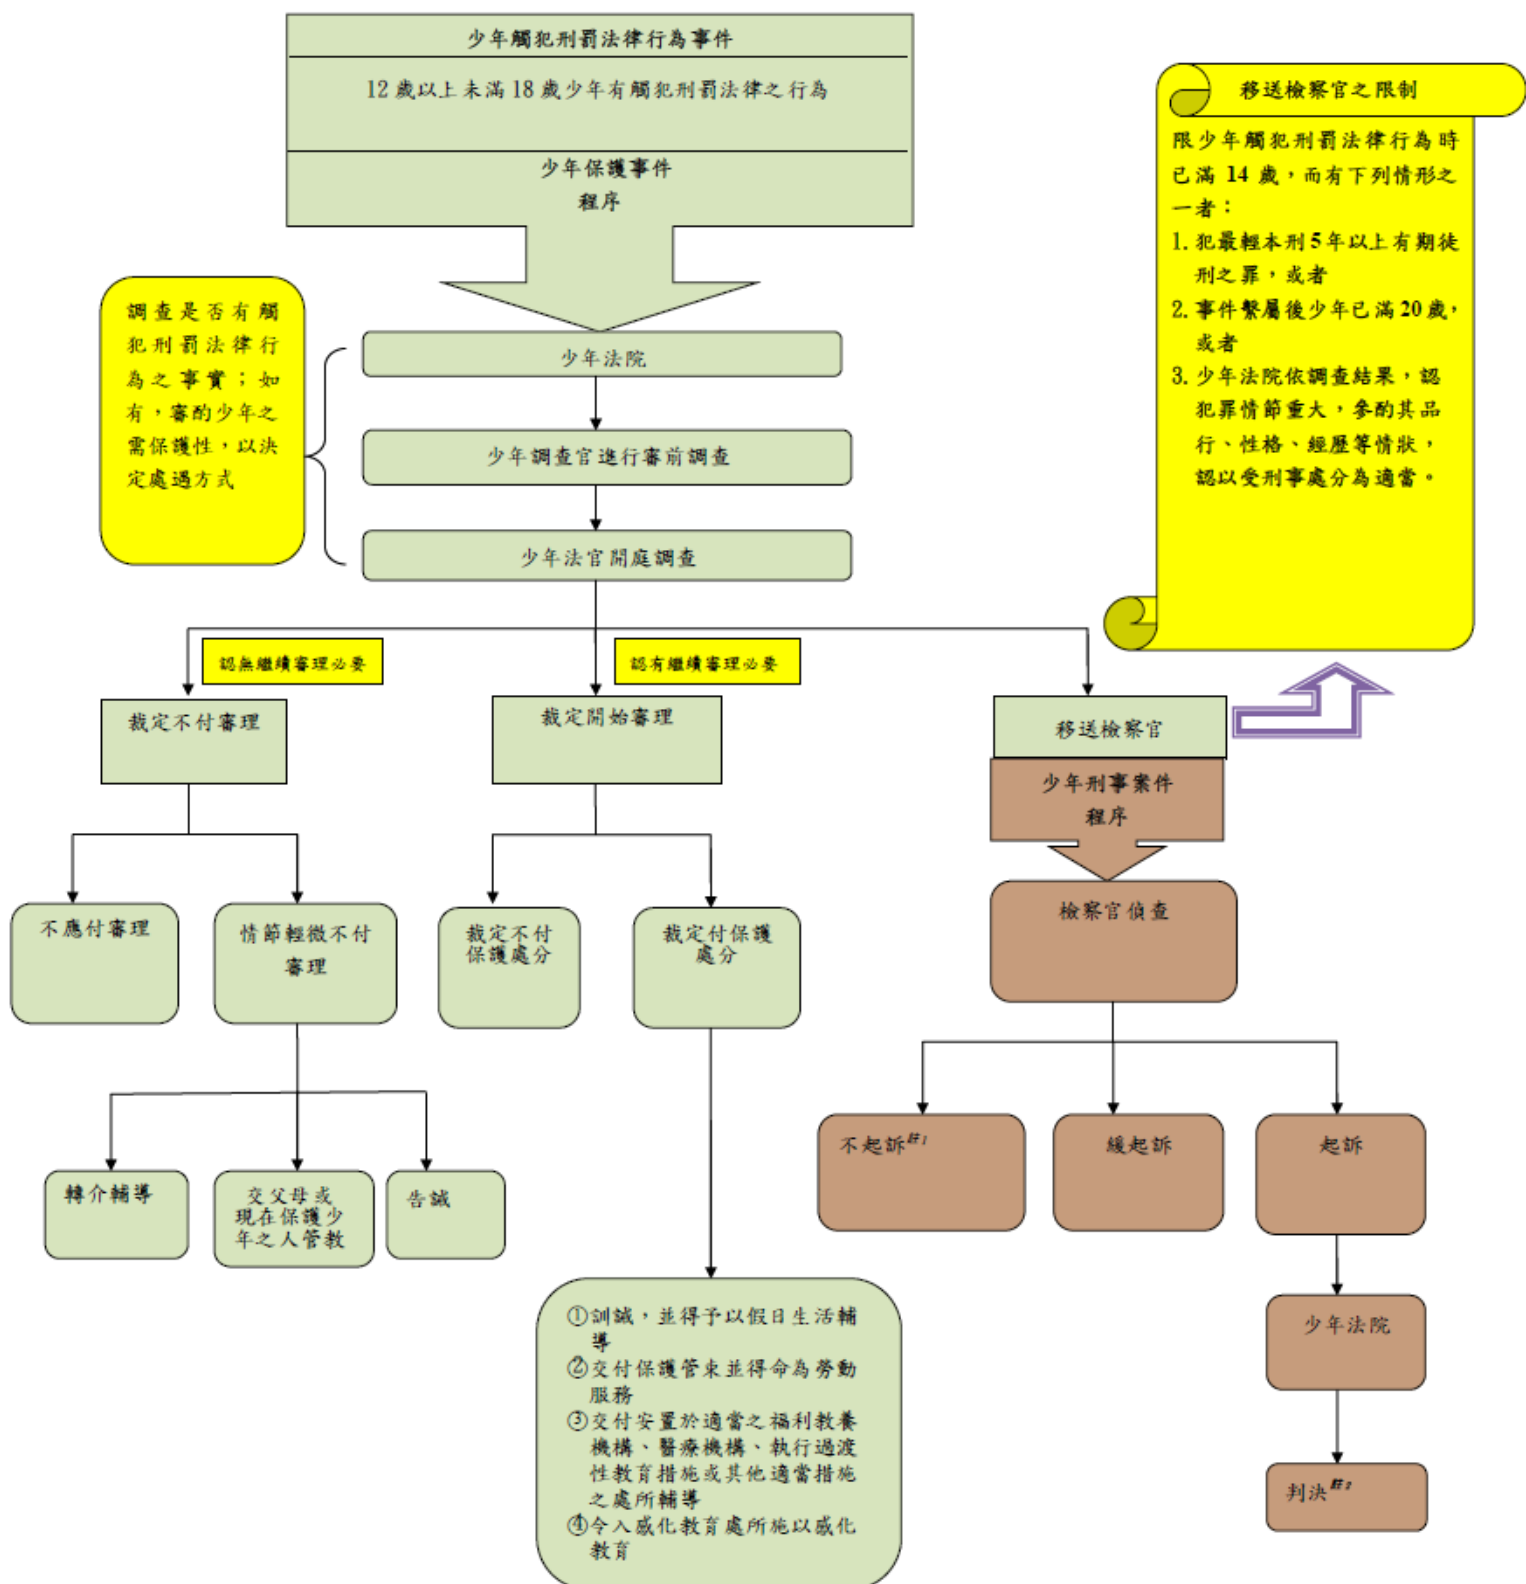 少年觸犯刑罰法律行為事件
12歲以上未滿18歲少年有觸犯刑罰法律之行為
少年保護事件
程序
移送檢察官之限制
限少年觸犯刑罰法律行為時
已滿 14 歲，而有下列情形之
一者：
1. 犯最輕本刑5年以上有期徒
刑之罪，或者
2. 事件繫屬後少年已滿20歲，
或者
3. 少年法院依調查結果，認
犯罪情節重大，參酌其品
行、性格、經歷等情狀，
認以受刑事處分為適當。
調查是否有觸
犯刑罰法律行
為之事實；如
有，審酌少年之
需保護性，以決
定處遇方式
少年法院
少年調查官進行審前調查
少年法官開庭調查
認無繼續審理必要
認有繼續審理必要
裁定不付審理
裁定開始審理
移送檢察官
少年刑事案件
程序
不應付審理
情節輕微不付
審理
裁定不付
保護處分
裁定付保護
處分
檢察官偵查
轉介輔導
交父母或
現在保護少
年之人管教
告誡
不起訴註1
緩起訴
起訴
①訓誡，並得予以假日生活輔
導
②交付保護管束並得命為勞動
服務
③交付安置於適當之福利教養
機構、醫療機構、執行過渡
性教育措施或其他適當措施
之處所輔導
④令入感化教育處所施以感化
教育
少年法院
判決註2